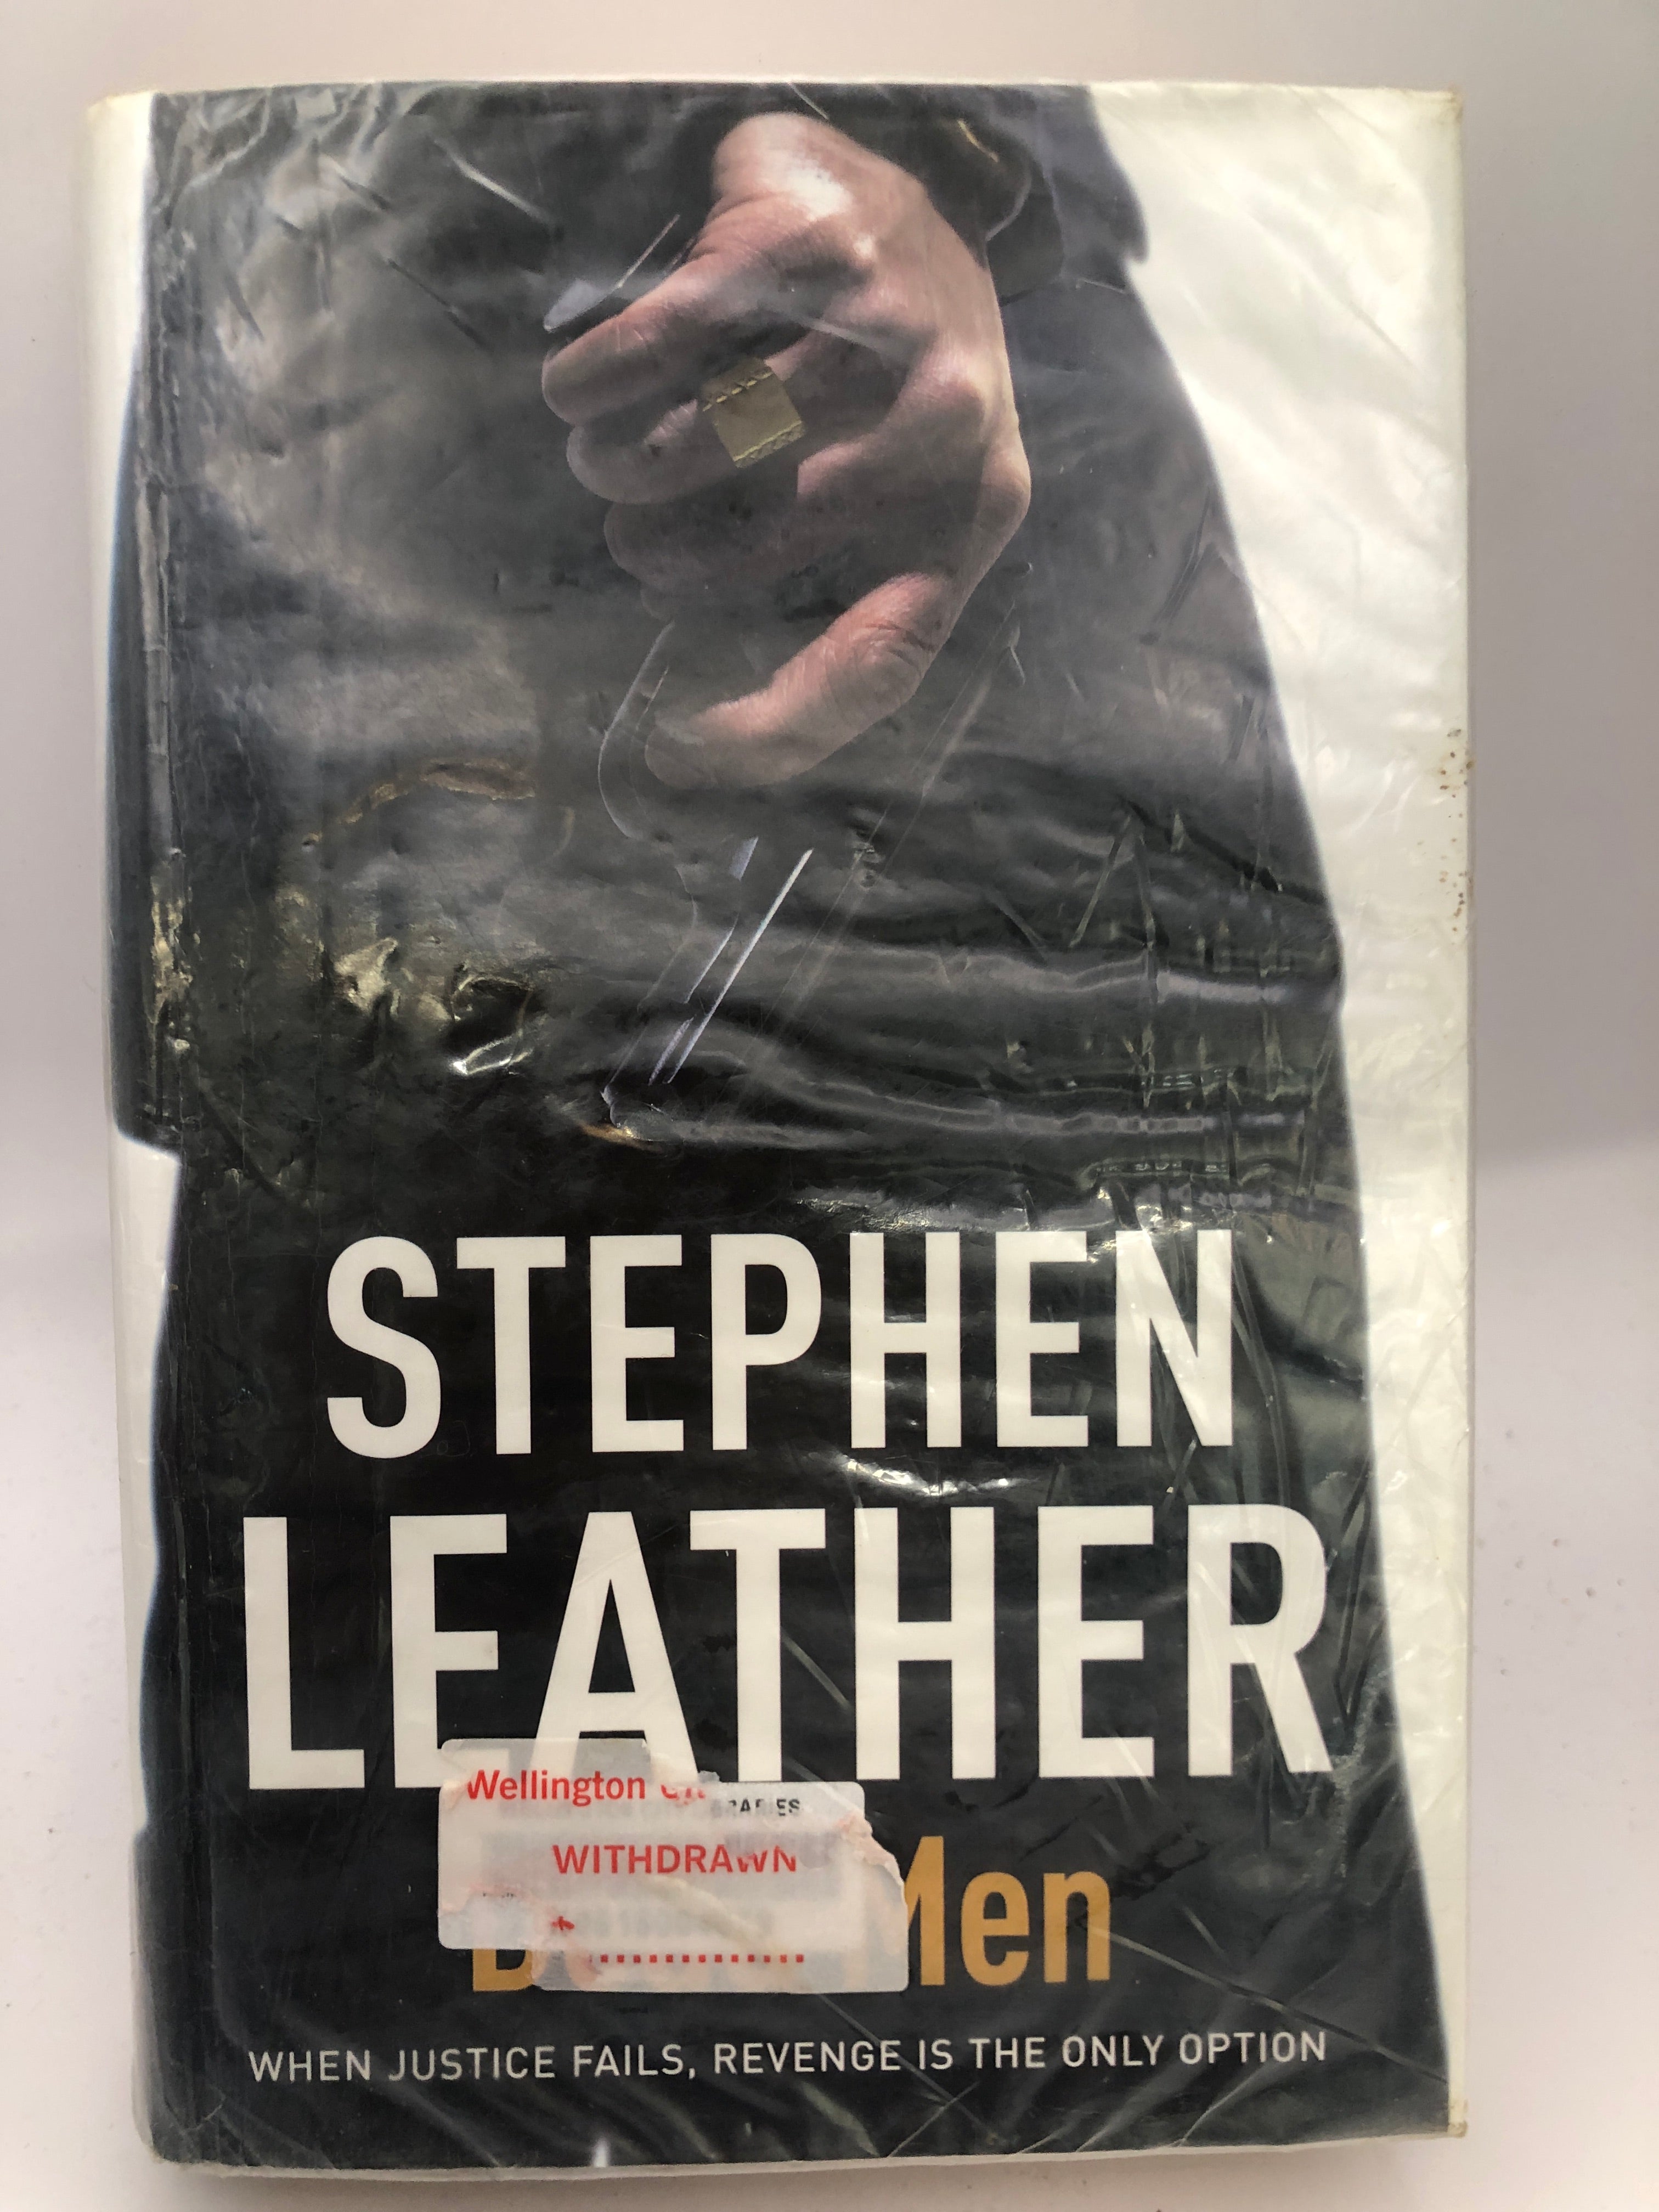 STEPHEN
LEATHER
Wellington
WITHDRAWN
Men
WHEN JUSTICE FAILS, REVENGE IS THE ONLY OPTION